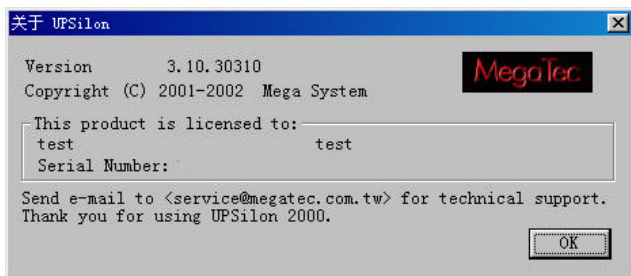 关于 UPSilon
Version 3.10.30310
MegaTec
Copyright (C) 2001-2002 Mega System
This product is licensed to:
test test
Serial Number:
Send e-mail to <service@megatec.com.tw> for technical support.
Thank you for using UPSilon 2000.
OK